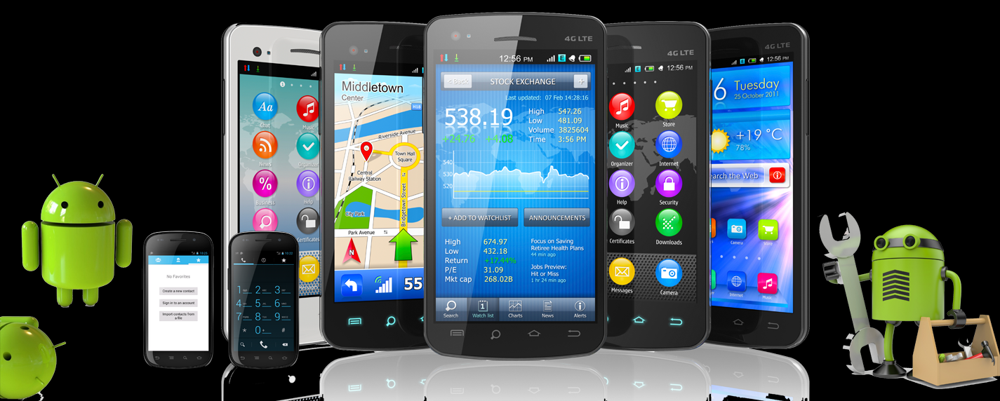 No Favorites
Create a new contact
Sign in to an account
Import contacts from
a file
1
2
3
4
5
6
7
8
9
*
0+
#
Aa
Chat
Music
News
Organizer
%
Business
Help
Certificates
Middletown
Center
H18
Riverside Avenue
Town Hall
Square
Central
Railway Station
City Park
Bridgetown Street
Park Avenue
N
55
4G LTE
12:56 PM
E
< Back
STOCK EXCHANGE
+
Last updated: 07 Feb 14:28:16
538.19
+24.76 +4.08
High 547.26
Low 481.09
Volume 3825604
Time 3:56 PM
540
530
520
+ ADD TO WATCHLIST
ANNOUNCEMENTS
High 674.97
Low 432.18
Return +17.44%
P/E 31.09
Mkt cap 268.02B
Focus on Saving
Retiree Health Plans
44 min ago
Jobs Preview:
Hit or Miss
1 hr 24 min ago
Search
1
Watch list
Charts
News
Alerts
4G LTE
E
12:56 PM
Music
Store
Organizer
Internet
Help
Security
Certificates
Downloads
Messages
Camera
4G LTE
12:56 PM
6
Tuesday
25 October 2011
+19 °C
78%
earch the Web
Camera
Store
Internet
Music